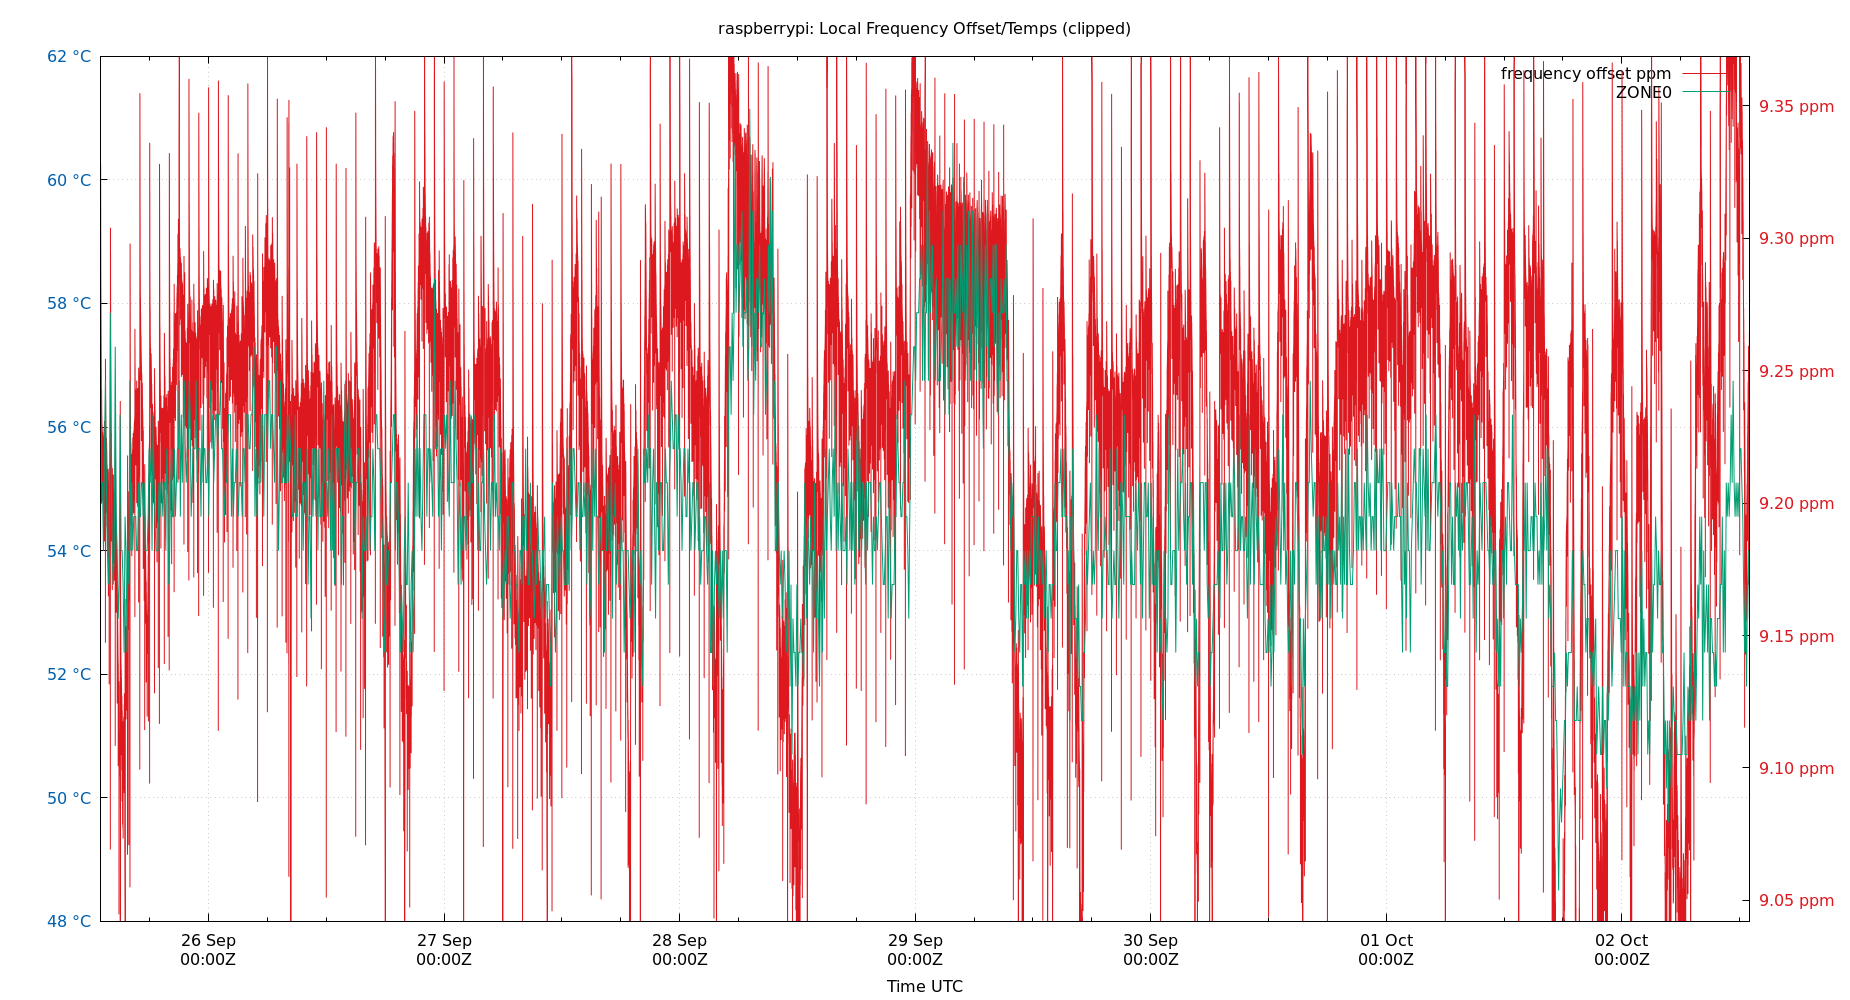 raspberrypi: Local Frequency Offset/Temps (clipped)
62 °C
60 °C
58 °C
56 °C
54 °C
52 °C
50 °C
48 °C
frequency offset ppm
ZONE0
9.35 ppm
9.30 ppm
9.25 ppm
9.20 ppm
9.15 ppm
9.10 ppm
9.05 ppm
26 Sep
00:00Z
27 Sep
00:00Z
28 Sep
00:00Z
29 Sep
00:00Z
30 Sep
00:00Z
01 Oct
00:00Z
02 Oct
00:00Z
Time UTC